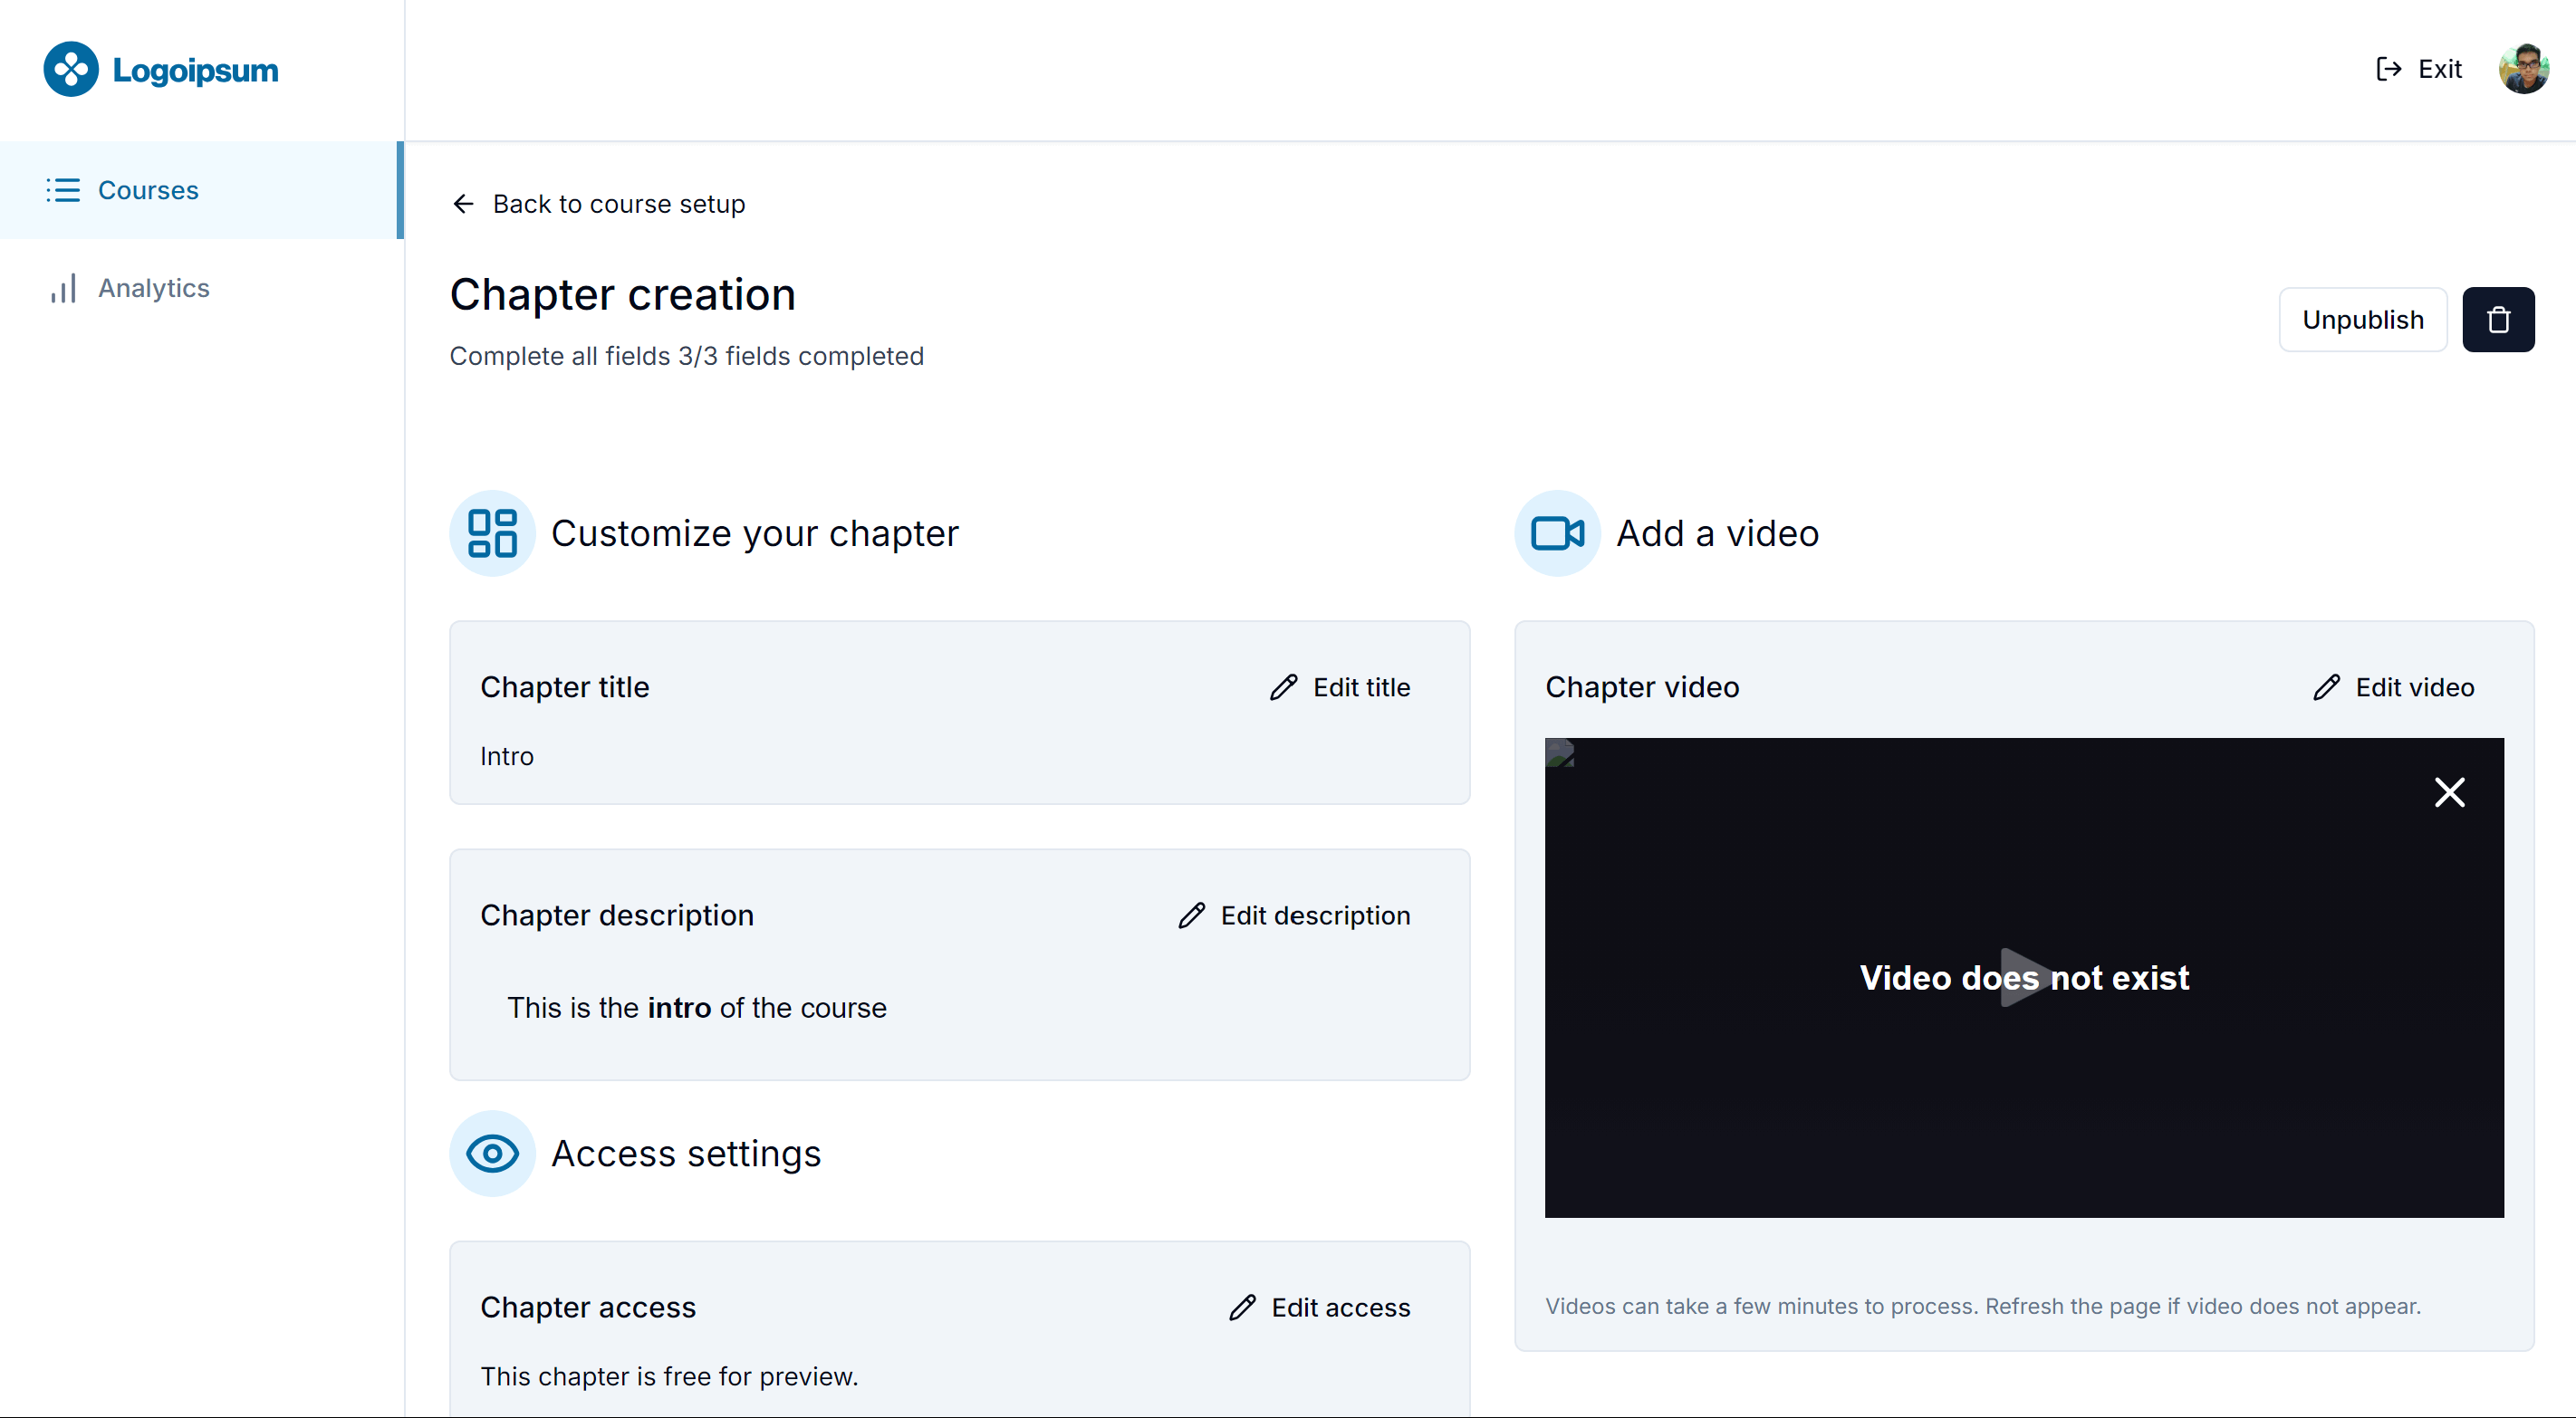 Logoipsum
Exit
Courses
Analytics
Back to course setup
Chapter creation
Complete all fields 3/3 fields completed
Unpublish
Customize your chapter
Chapter title
Edit title
Intro
Chapter description
Edit description
This is the intro of the course
Access settings
Chapter access
Edit access
This chapter is free for preview.
Add a video
Chapter video
Edit video
Video does not exist
Videos can take a few minutes to process. Refresh the page if video does not appear.